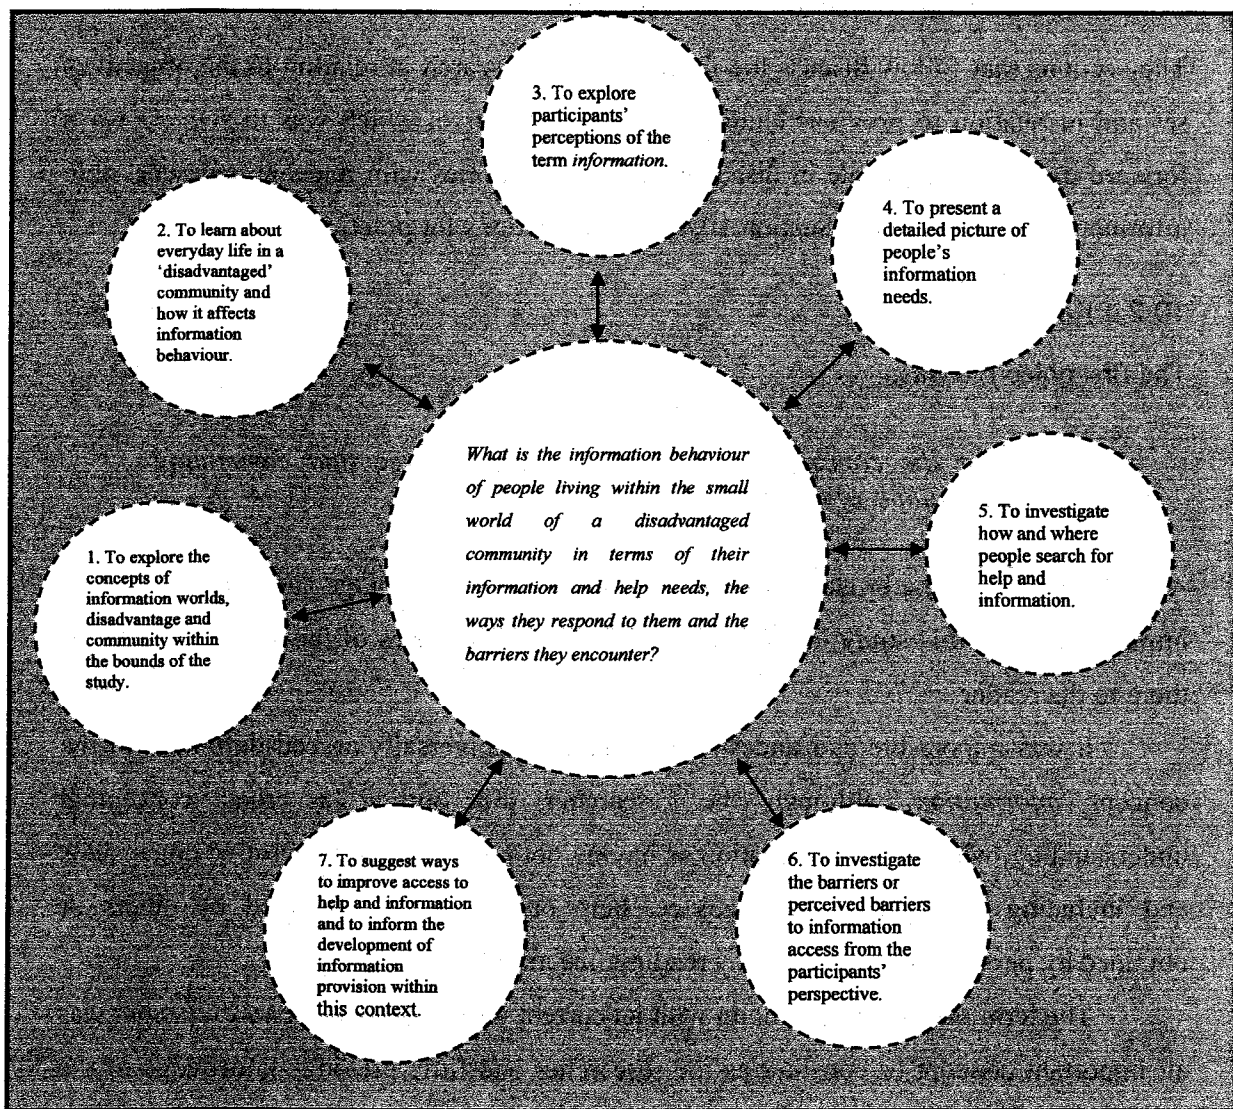 3. To explore
participants'
perceptions of the
term information.
4. To present a
detailed picture of
people's
information
needs.
2. To learn about
everyday life in a
'disadvantaged'
community and
how it affects
information
behaviour.
What is the information behaviour
of people living within the small
world of a disadvantaged
community in terms of their
information and help needs, the
ways they respond to them and the
barriers they encounter?
5. To investigate
how and where
people search for
help and
information.
1. To explore the
concepts of
information worlds,
disadvantage and
community within
the bounds of the
study.
7. To suggest ways
to improve access to
help and information
and to inform the
development of
information
provision within
this context.
6. To investigate
the barriers or
perceived barriers
to information
access from the
participants'
perspective.